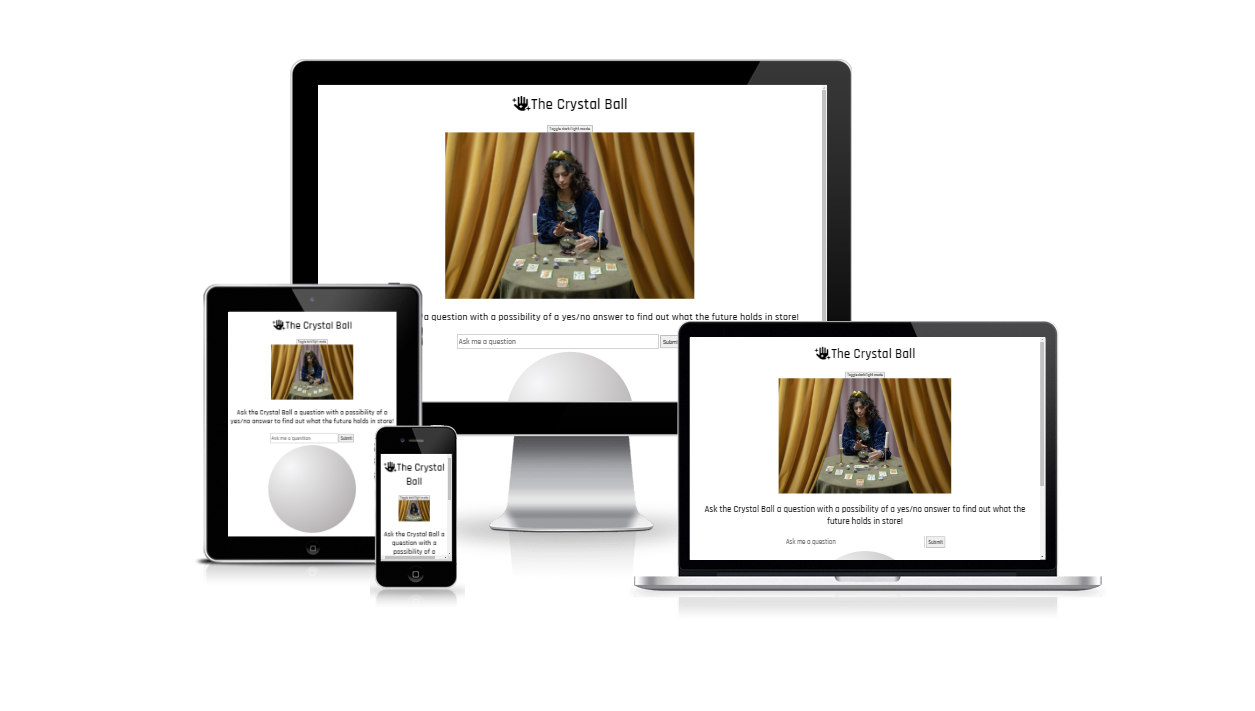 The Crystal Ball
Toggle dark/light mode
a question with a possibility of a yes/no answer to find out what the future holds in store!
Ask me a question
Submit
The Crystal Ball
Toggle dark/light mode
Ask the Crystal Ball a question with a possibility of a
yes/no answer to find out what the future holds in store!
Ask me a question
Submit
The Crystal
Ball
Toggle dark/light mode
Ask the Crystal Ball a
question with a
possibility of a
The Crystal Ball
Toggle dark/light mode
Ask the Crystal Ball a question with a possibility of a yes/no answer to find out what the
future holds in store!
Ask me a question
Submit